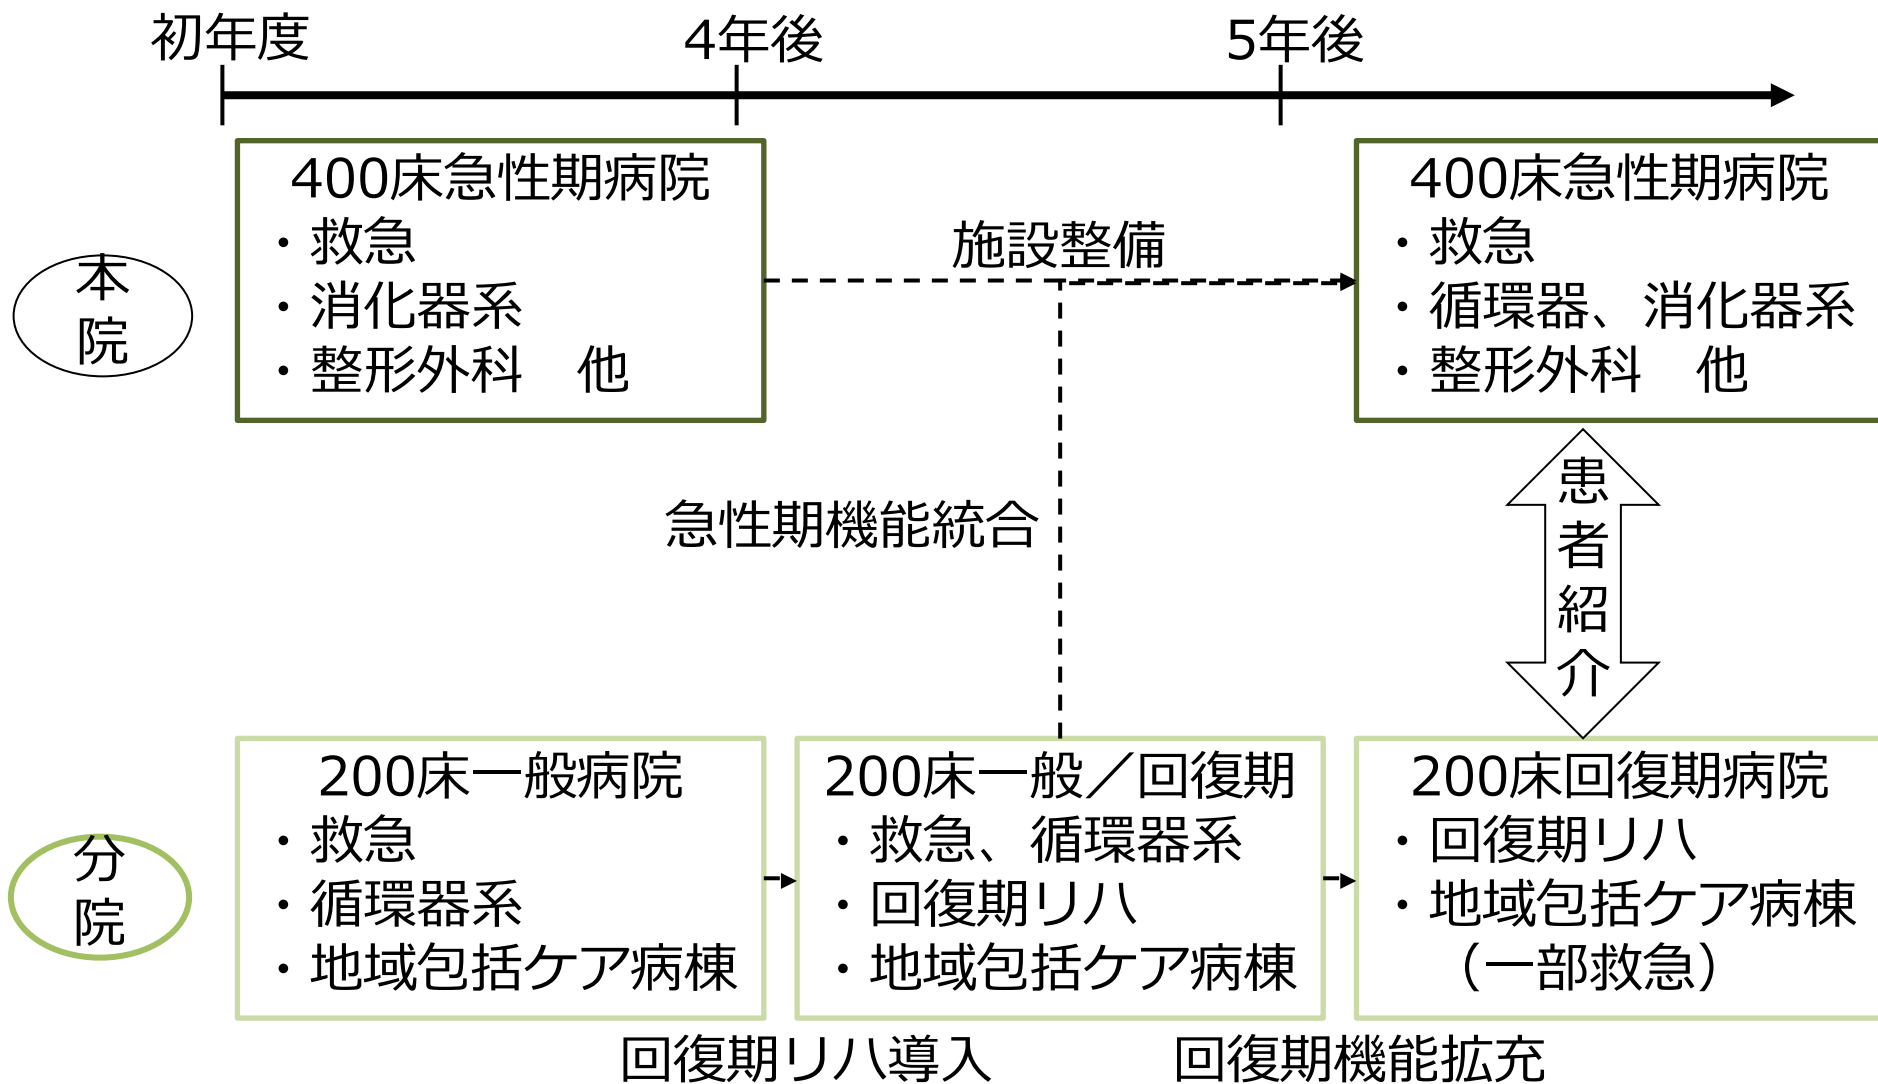 初年度
4年後
5年後
本
院
400床急性期病院
・救急
・消化器系
・整形外科　他
施設整備
400床急性期病院
・救急
・循環器、消化器系
・整形外科　他
急性期機能統合
患
者
紹
介
分
院
200床一般病院
・救急
・循環器系
・地域包括ケア病棟
200床一般／回復期
・救急、循環器系
・回復期リハ
・地域包括ケア病棟
200床回復期病院
・回復期リハ
・地域包括ケア病棟
（一部救急）
回復期リハ導入
回復期機能拡充